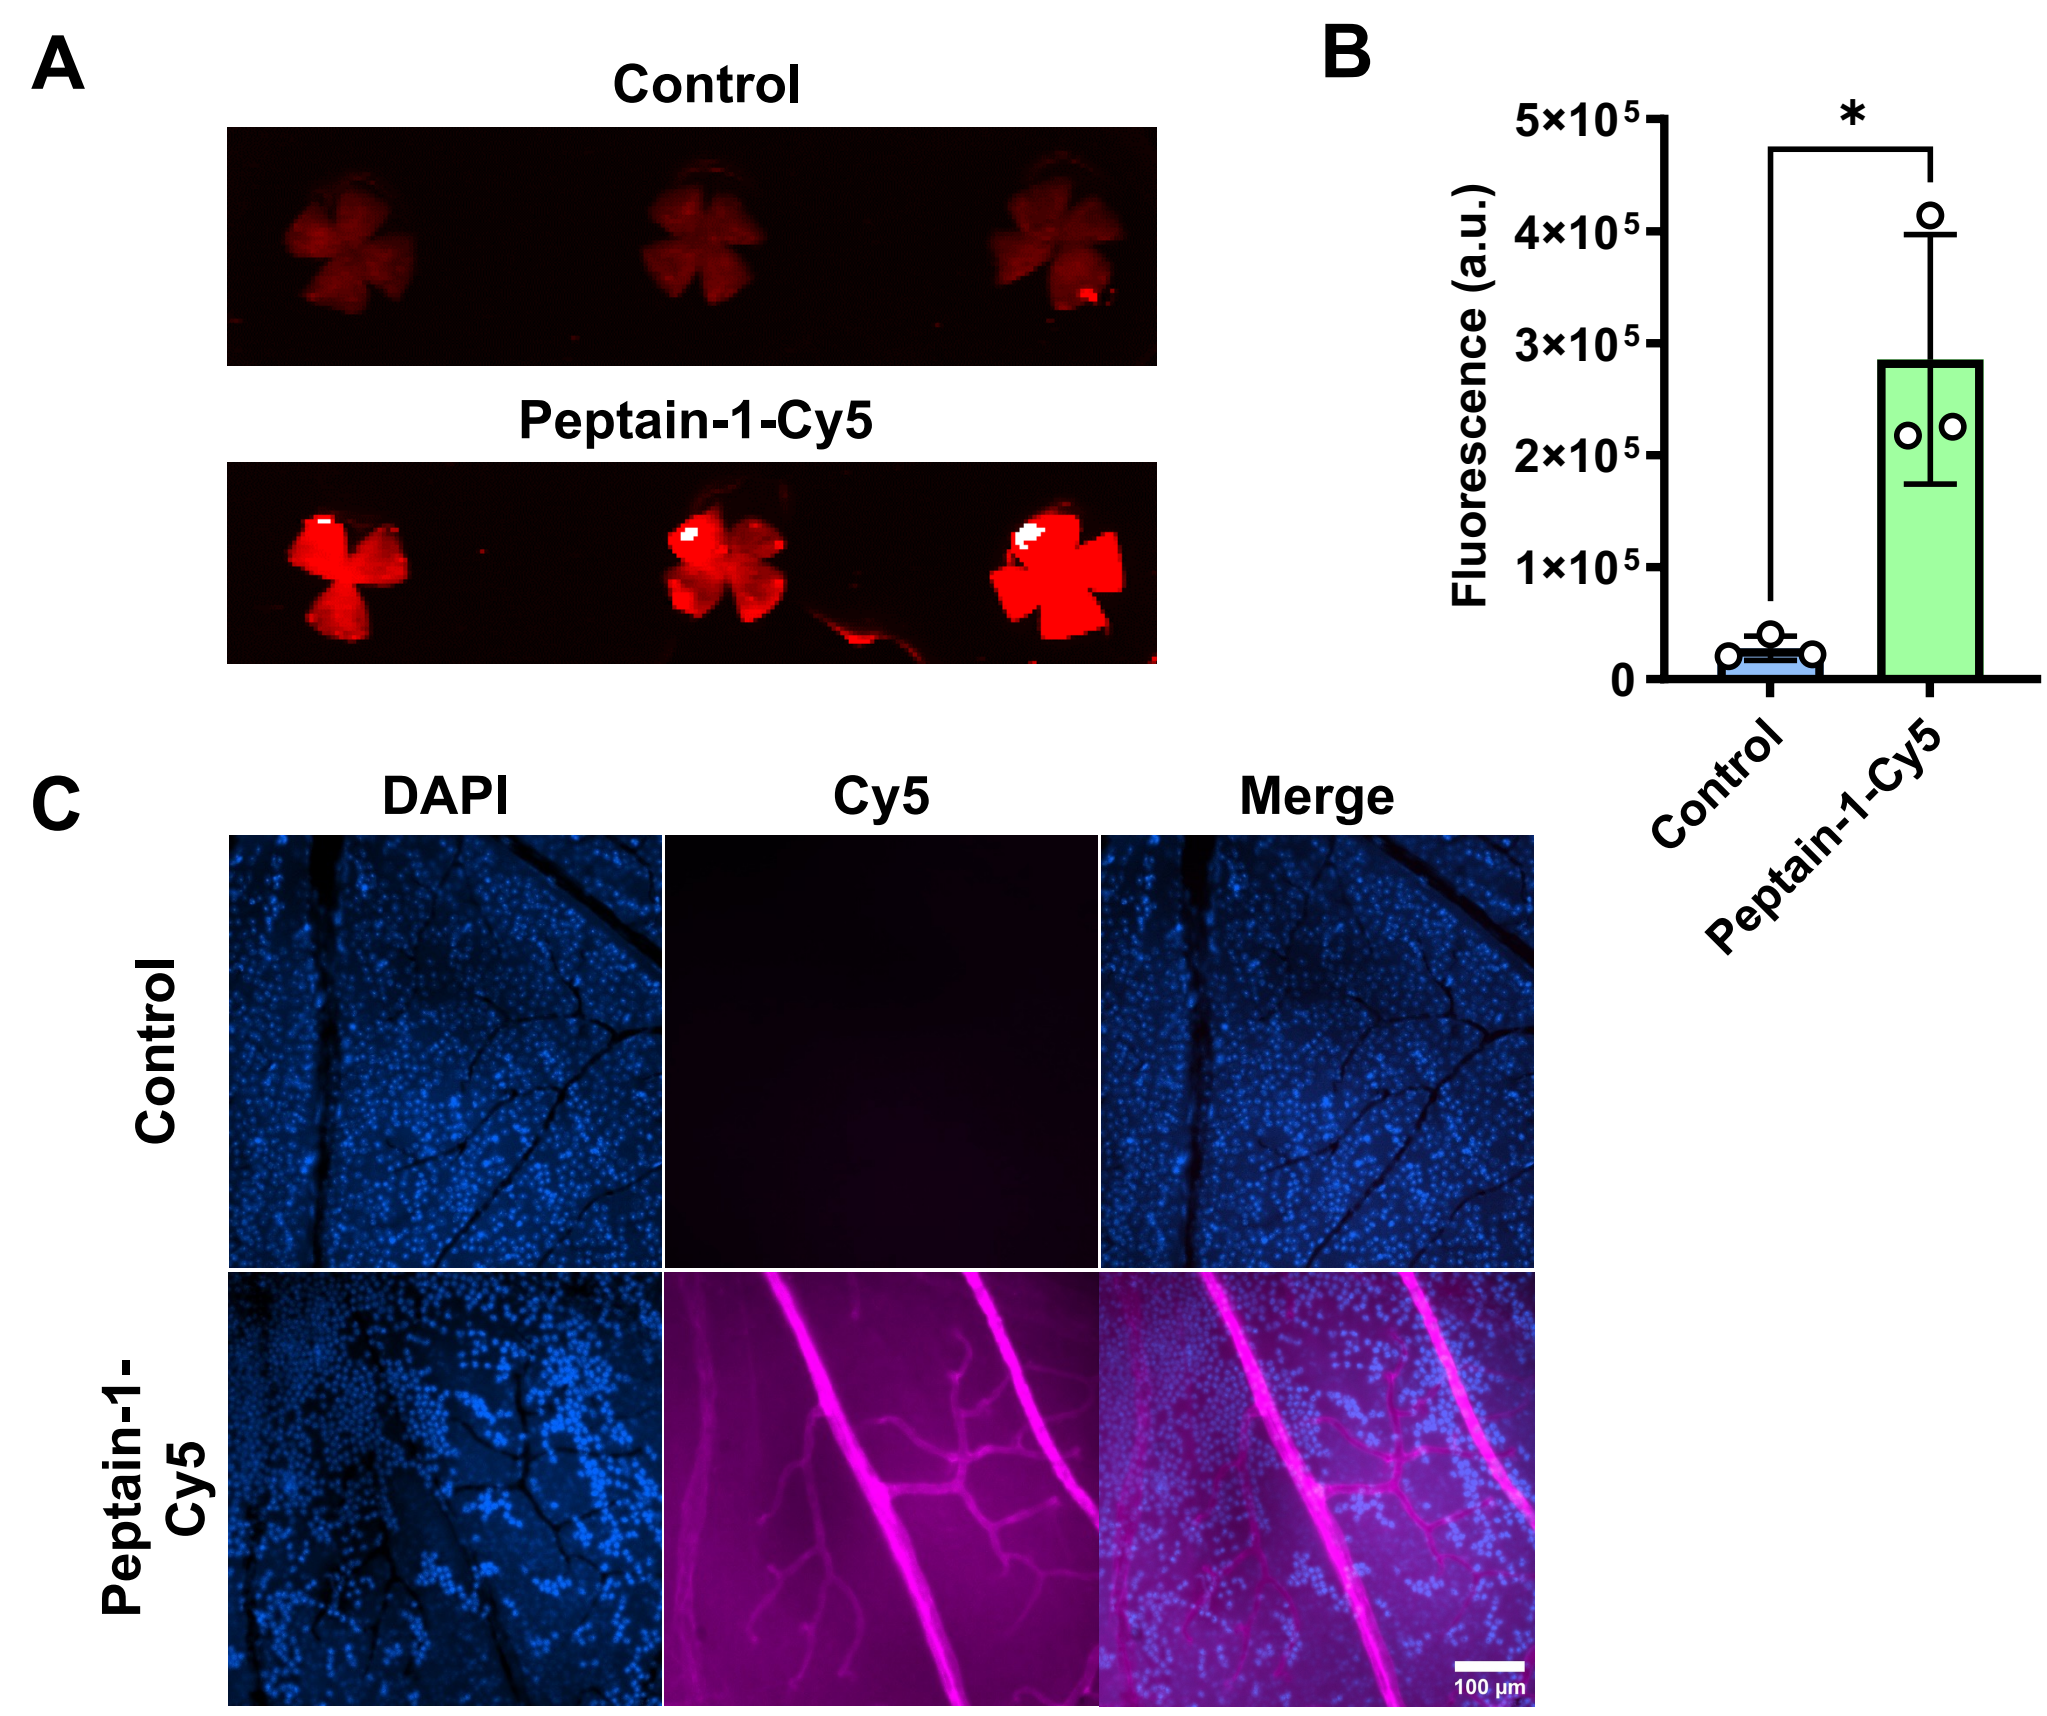 A
Control
Peptain-1-Cy5
B
5×10⁵
4×10⁵
3×10⁵
2×10⁵
1×10⁵
0
Fluorescence (a.u.)
*
Control
Peptain-1-Cy5
C
DAPI
Cy5
Merge
Control
Peptain-1-
Cy5
100 µm